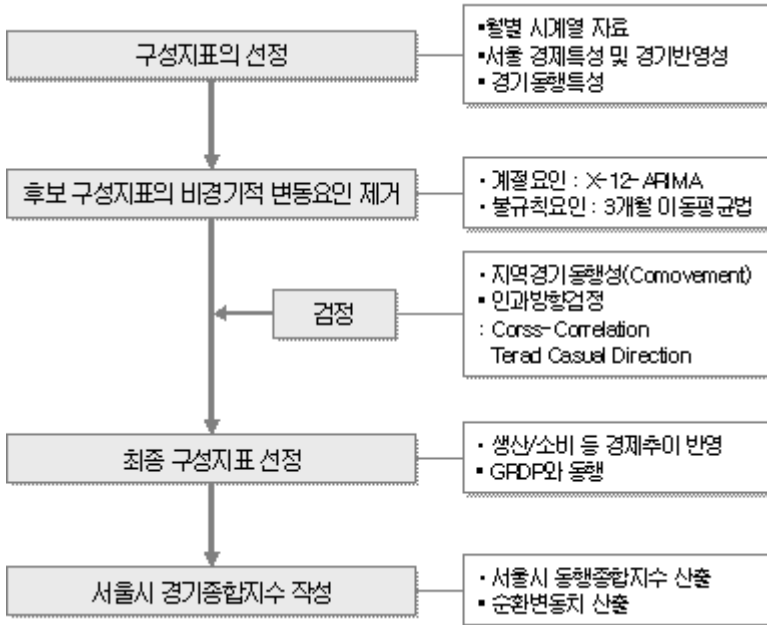 구성지표의 선정
▪월별 시계열 자료
▪서울 경제특성 및 경기반영성
▪경기동행특성
후보 구성지표의 비경기적 변동요인 제거
· 계절요인 : X-12-ARIMA
· 불규칙요인 : 3개월 이동평균법
검정
· 지역경기동행성(Comovement)
▪인과방향검정
: Corss-Correlation
Terad Casual Direction
최종 구성지표 선정
· 생산/소비 등 경제추이 반영
▪GRDP와 동행
서울시 경기종합지수 작성
· 서울시 동행종합지수 산출
▪순환변동치 산출